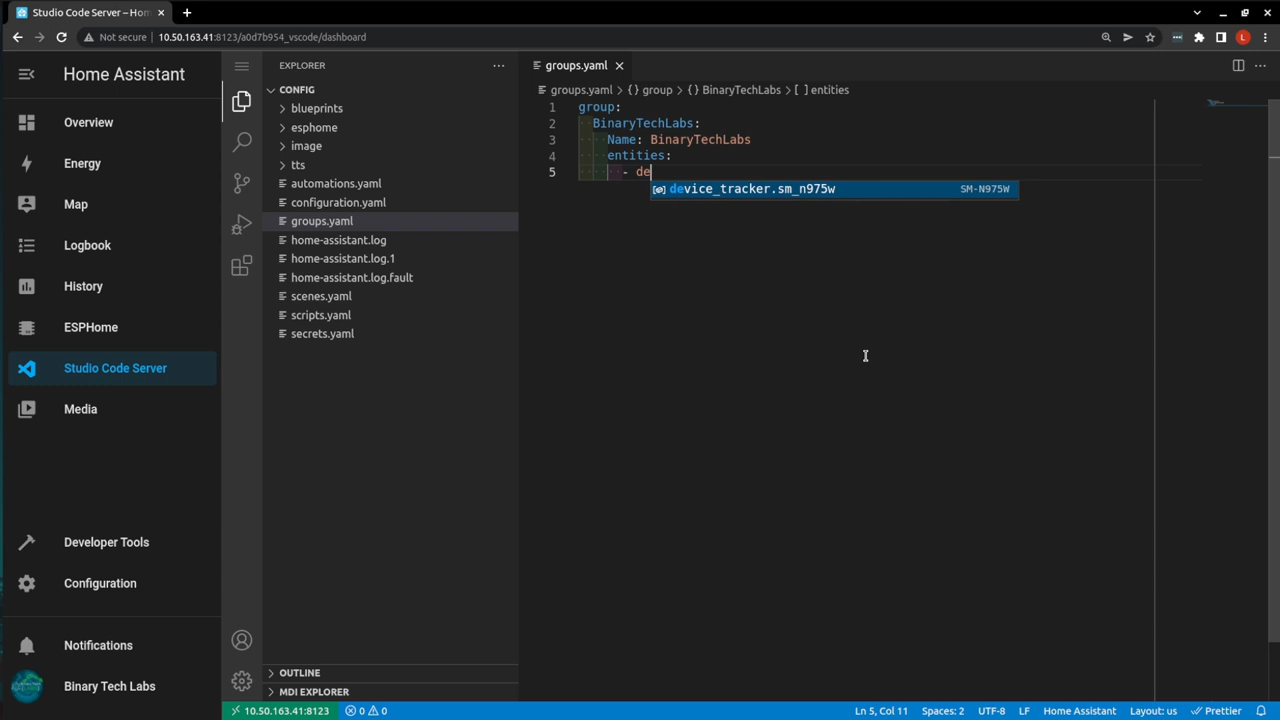 Studio Code Server – Home
Not secure
10.50.163.41:8123/a0d7b954_vscode/dashboard
L
Home Assistant
Overview
Energy
Map
Logbook
History
ESPHome
Studio Code Server
Media
Developer Tools
Configuration
Notifications
Binary Tech Labs
EXPLORER
CONFIG
blueprints
esphome
image
tts
automations.yaml
configuration.yaml
groups.yaml
home-assistant.log
home-assistant.log.1
home-assistant.log.fault
scenes.yaml
scripts.yaml
secrets.yaml
OUTLINE
MDI EXPLORER
groups.yaml
groups.yaml > {} group > {} BinaryTechLabs > [ ] entities
1 group:
2 BinaryTechLabs:
3 Name: BinaryTechLabs
4 entities:
5 - de
device_tracker.sm_n975w SM-N975W
10.50.163.41:8123 0 0 Ln 5, Col 11 Spaces: 2 UTF-8 LF Home Assistant Layout: us Prettier